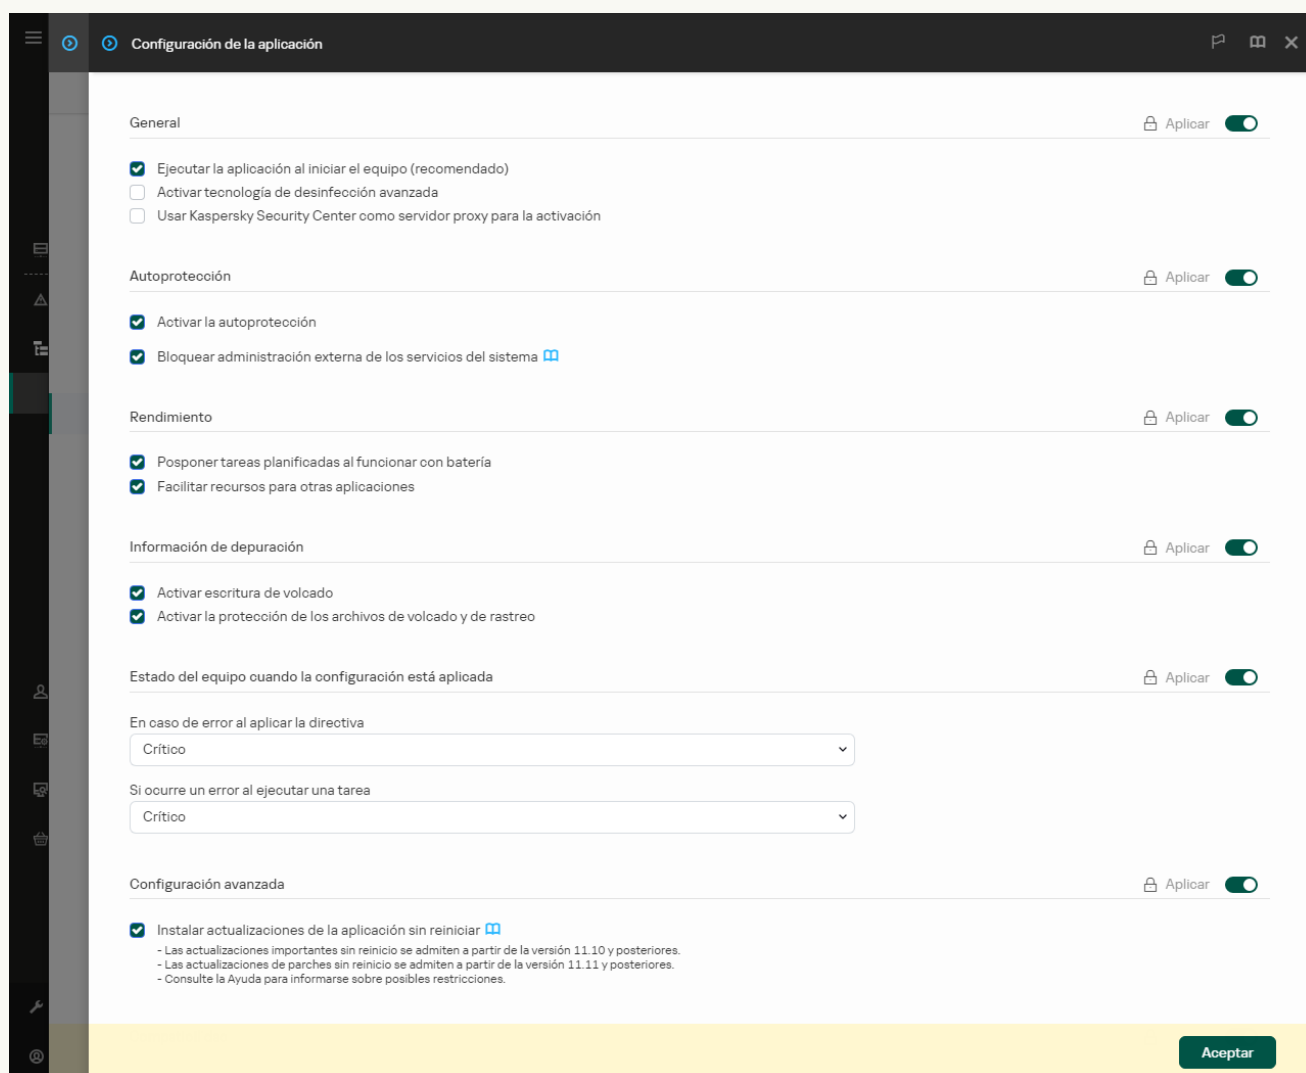 Configuración de la aplicación
General
Aplicar
Ejecutar la aplicación al iniciar el equipo (recomendado)
Activar tecnología de desinfección avanzada
Usar Kaspersky Security Center como servidor proxy para la activación
Autoprotección
Aplicar
Activar la autoprotección
Bloquear administración externa de los servicios del sistema
Rendimiento
Aplicar
Posponer tareas planificadas al funcionar con batería
Facilitar recursos para otras aplicaciones
Información de depuración
Aplicar
Activar escritura de volcado
Activar la protección de los archivos de volcado y de rastreo
Estado del equipo cuando la configuración está aplicada
Aplicar
En caso de error al aplicar la directiva
Crítico
Si ocurre un error al ejecutar una tarea
Crítico
Configuración avanzada
Aplicar
Instalar actualizaciones de la aplicación sin reiniciar
- Las actualizaciones importantes sin reinicio se admiten a partir de la versión 11.10 y posteriores.
- Las actualizaciones de parches sin reinicio se admiten a partir de la versión 11.11 y posteriores.
- Consulte la Ayuda para informarse sobre posibles restricciones.
Aceptar